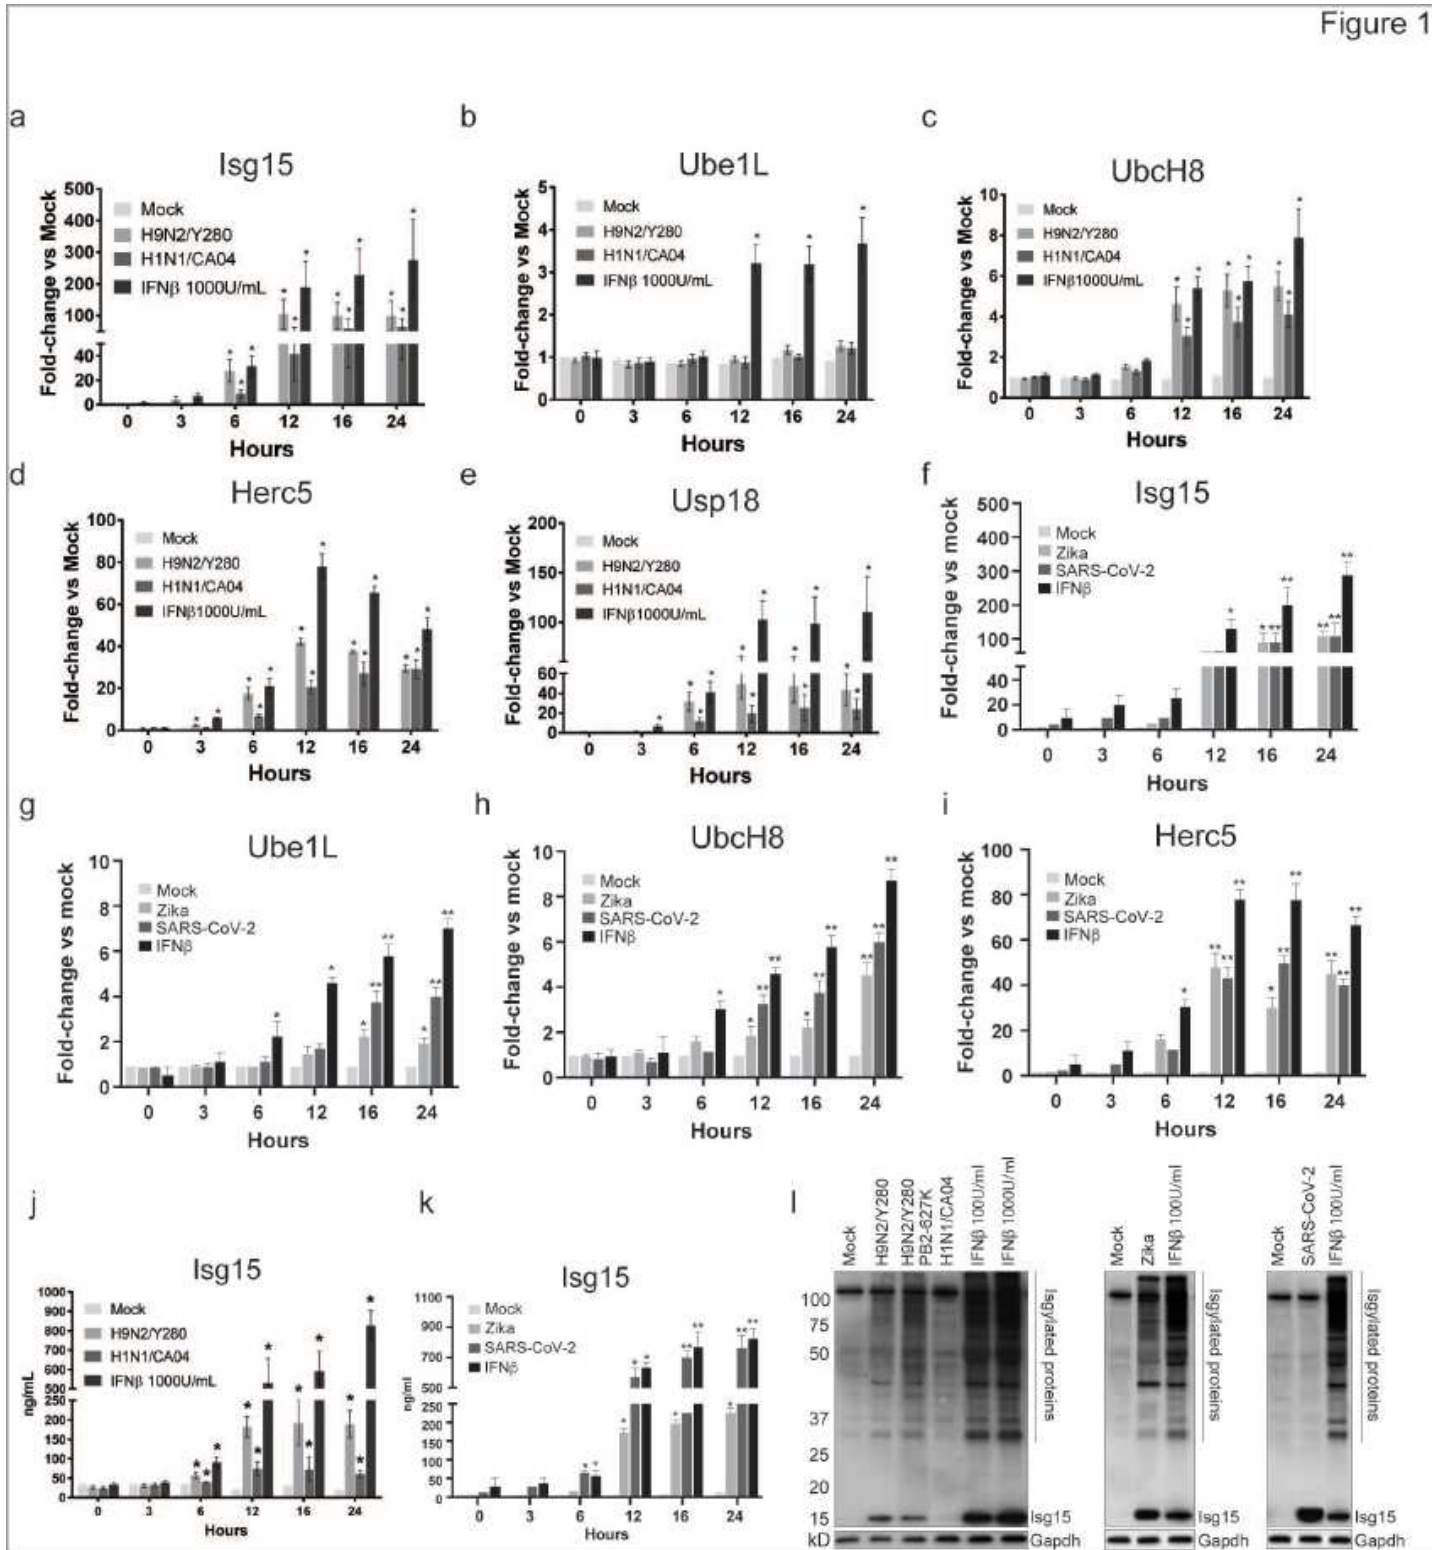 Figure 1
a
Isg15
Fold-change vs Mock
500
400
300
200
100
40
20
0
Mock
H9N2/Y280
H1N1/CA04
IFNβ 1000U/mL
0 3 6 12 16 24
Hours
b
Ube1L
Fold-change vs Mock
5
4
3
2
1
0
Mock
H9N2/Y280
H1N1/CA04
IFNβ 1000U/mL
0 3 6 12 16 24
Hours
c
UbcH8
Fold-change vs Mock
10
8
6
4
2
0
Mock
H9N2/Y280
H1N1/CA04
IFNβ1000U/mL
0 3 6 12 16 24
Hours
d
Herc5
Fold-change vs Mock
100
80
60
40
20
0
Mock
H9N2/Y280
H1N1/CA04
IFNβ1000U/mL
0 3 6 12 16 24
Hours
e
Usp18
Fold-change vs Mock
200
150
100
60
40
20
0
Mock
H9N2/Y280
H1N1/CA04
IFNβ1000U/mL
0 3 6 12 16 24
Hours
f
Isg15
Fold-change vs mock
500
400
300
200
100
40
20
0
Mock
Zika
SARS-CoV-2
IFNβ
0 3 6 12 16 24
Hours
g
Ube1L
Fold-change vs mock
10
8
6
4
2
0
Mock
Zika
SARS-CoV-2
IFNβ
0 3 6 12 16 24
Hours
h
UbcH8
Fold-change vs mock
10
8
6
4
2
0
Mock
Zika
SARS-CoV-2
IFNβ
0 3 6 12 16 24
Hours
i
Herc5
Fold-change vs mock
100
80
60
40
20
0
Mock
Zika
SARS-CoV-2
IFNβ
0 3 6 12 16 24
Hours
j
Isg15
ng/mL
1000
900
800
700
600
500
250
200
150
100
50
0
Mock
H9N2/Y280
H1N1/CA04
IFNβ 1000U/mL
0 3 6 12 16 24
Hours
k
Isg15
ng/ml
1100
900
700
500
250
200
150
100
50
0
Mock
Zika
SARS-CoV-2
IFNβ
0 3 6 12 16 24
Hours
l
Mock
H9N2/Y280
H9N2/Y280
PB2-627K
H1N1/CA04
IFNβ 100U/ml
IFNβ 1000U/ml
100
75
50
37
25
20
15
kD
Isgylated proteins
Isg15
Gapdh
Mock
Zika
IFNβ 100U/ml
Isgylated proteins
Isg15
Gapdh
Mock
SARS-CoV-2
IFNβ 100U/ml
Isgylated proteins
Isg15
Gapdh